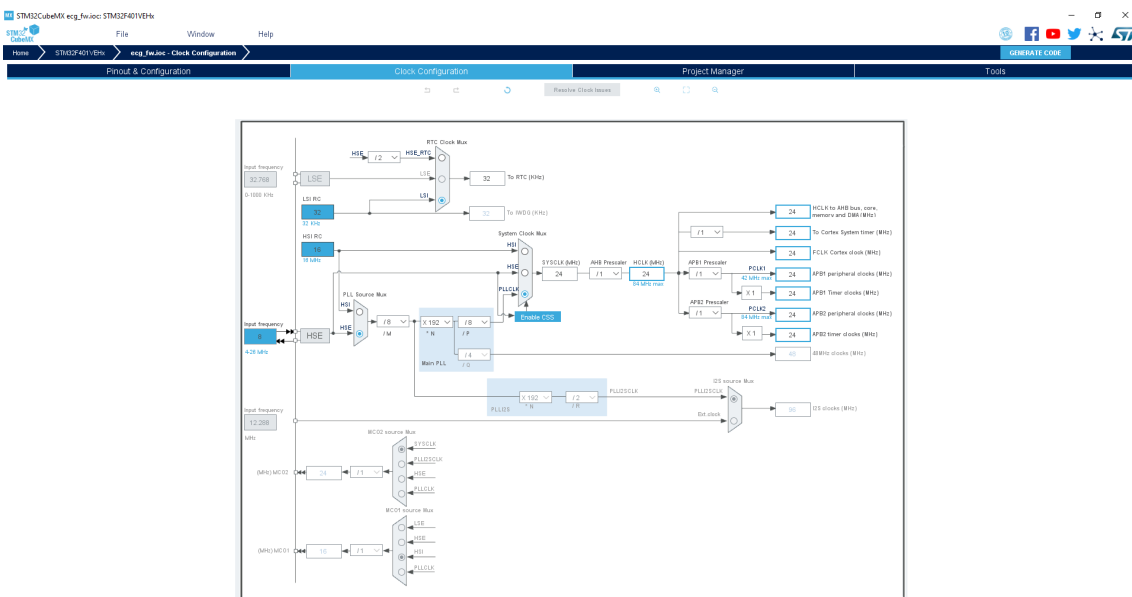 MX STM32CubeMX ecg_fw.ioc: STM32F401VEHx
STM32 CubeMX
File Window Help
Home STM32F401VEHx ecg_fw.ioc - Clock Configuration GENERATE CODE
Pinout & Configuration Clock Configuration Project Manager Tools
Resolve Clock Issues
RTC Clock Mux
HSE /2 HSE_RTC
Input frequency
32.768 LSE LSE 32 To RTC (KHz)
0-1000 KHz
LSI RC LSI
32 32 To IWDG (KHz)
32 KHz
HSI RC
16
16 MHz
System Clock Mux
HSI
HSE
PLLCLK
Enable CSS
SYSCLK (MHz) AHB Prescaler HCLK (MHz)
24 /1 24
84 MHz max
24 HCLK to AHB bus, core,
memory and DMA (MHz)
/1 24 To Cortex System timer (MHz)
24 FCLK Cortex clock (MHz)
APB1 Prescaler
/1 PCLK1 24 APB1 peripheral clocks (MHz)
42 MHz max
X 1 24 APB1 Timer clocks (MHz)
APB2 Prescaler
/1 PCLK2 24 APB2 peripheral clocks (MHz)
84 MHz max
X 1 24 APB2 timer clocks (MHz)
48 48MHz clocks (MHz)
PLL Source Mux
HSI
HSE
Input frequency
8 HSE
4-26 MHz
/8
/ M
X 192 /8
* N / P
/4
Main PLL / Q
X 192 /2 PLLI2SCLK
PLLI2S * N / R
I2S source Mux
PLLI2SCLK
Ext.clock
96 I2S clocks (MHz)
Input frequency
12.288
MHz
MCO2 source Mux
SYSCLK
PLLI2SCLK
HSE
PLLCLK
(MHz) MCO2 24 /1
MCO1 source Mux
LSE
HSE
HSI
PLLCLK
(MHz) MCO1 16 /1